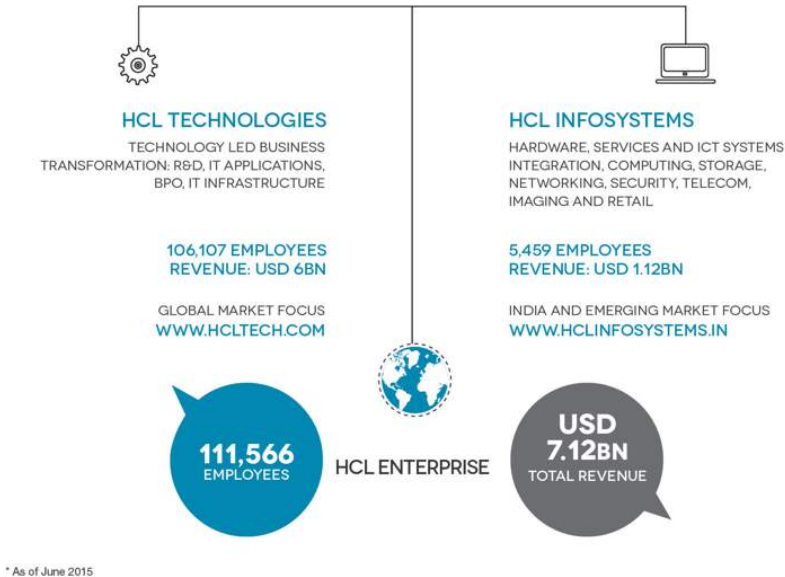 HCL TECHNOLOGIES
TECHNOLOGY LED BUSINESS
TRANSFORMATION: R&D, IT APPLICATIONS,
BPO, IT INFRASTRUCTURE
106,107 EMPLOYEES
REVENUE: USD 6BN
GLOBAL MARKET FOCUS
WWW.HCLTECH.COM
HCL INFOSYSTEMS
HARDWARE, SERVICES AND ICT SYSTEMS
INTEGRATION, COMPUTING, STORAGE,
NETWORKING, SECURITY, TELECOM,
IMAGING AND RETAIL
5,459 EMPLOYEES
REVENUE: USD 1.12BN
INDIA AND EMERGING MARKET FOCUS
WWW.HCLINFOSYSTEMS.IN
111,566
EMPLOYEES
HCL ENTERPRISE
USD
7.12BN
TOTAL REVENUE
* As of June 2015